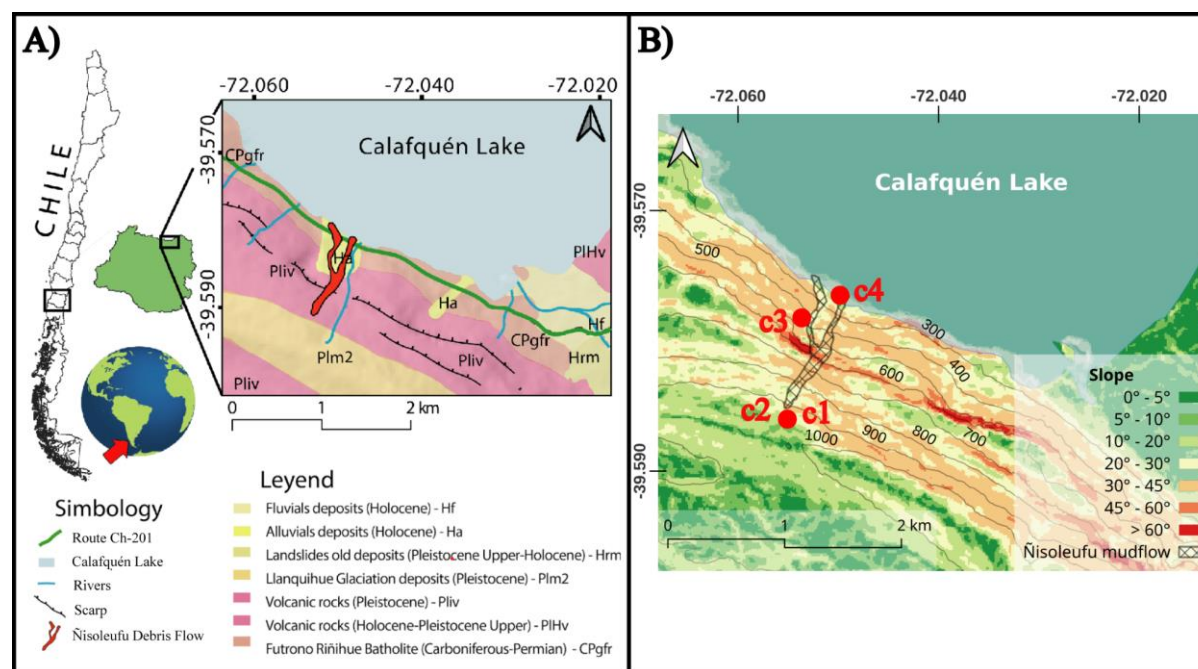 A)
-72.060 -72.040 -72.020
-39.570
-39.590
CHILE
Calafquén Lake
CPgfr
Pliv
Ha
PlHv
Ha
Hf
CPgfr
Hrm
Plm2
Pliv
Pliv
0 1 2 km
Simbology
Route Ch-201
Calafquén Lake
Rivers
Scarp
Ñisoleufu Debris Flow
Leyend
Fluvials deposits (Holocene) - Hf
Alluvials deposits (Holocene) - Ha
Landslides old deposits (Pleistocene Upper-Holocene) - Hrm
Llanquihue Glaciation deposits (Pleistocene) - Plm2
Volcanic rocks (Pleistocene) - Pliv
Volcanic rocks (Holocene-Pleistocene Upper) - PlHv
Futrono Riñihue Batholite (Carboniferous-Permian) - CPgfr
B)
-72.060 -72.040 -72.020
-39.570
-39.590
Calafquén Lake
500
c4
c3
300
400
600
c2 c1
1000
900
800
700
0 1 2 km
Slope
0° - 5°
5° - 10°
10° - 20°
20° - 30°
30° - 45°
45° - 60°
> 60°
Ñisoleufu mudflow